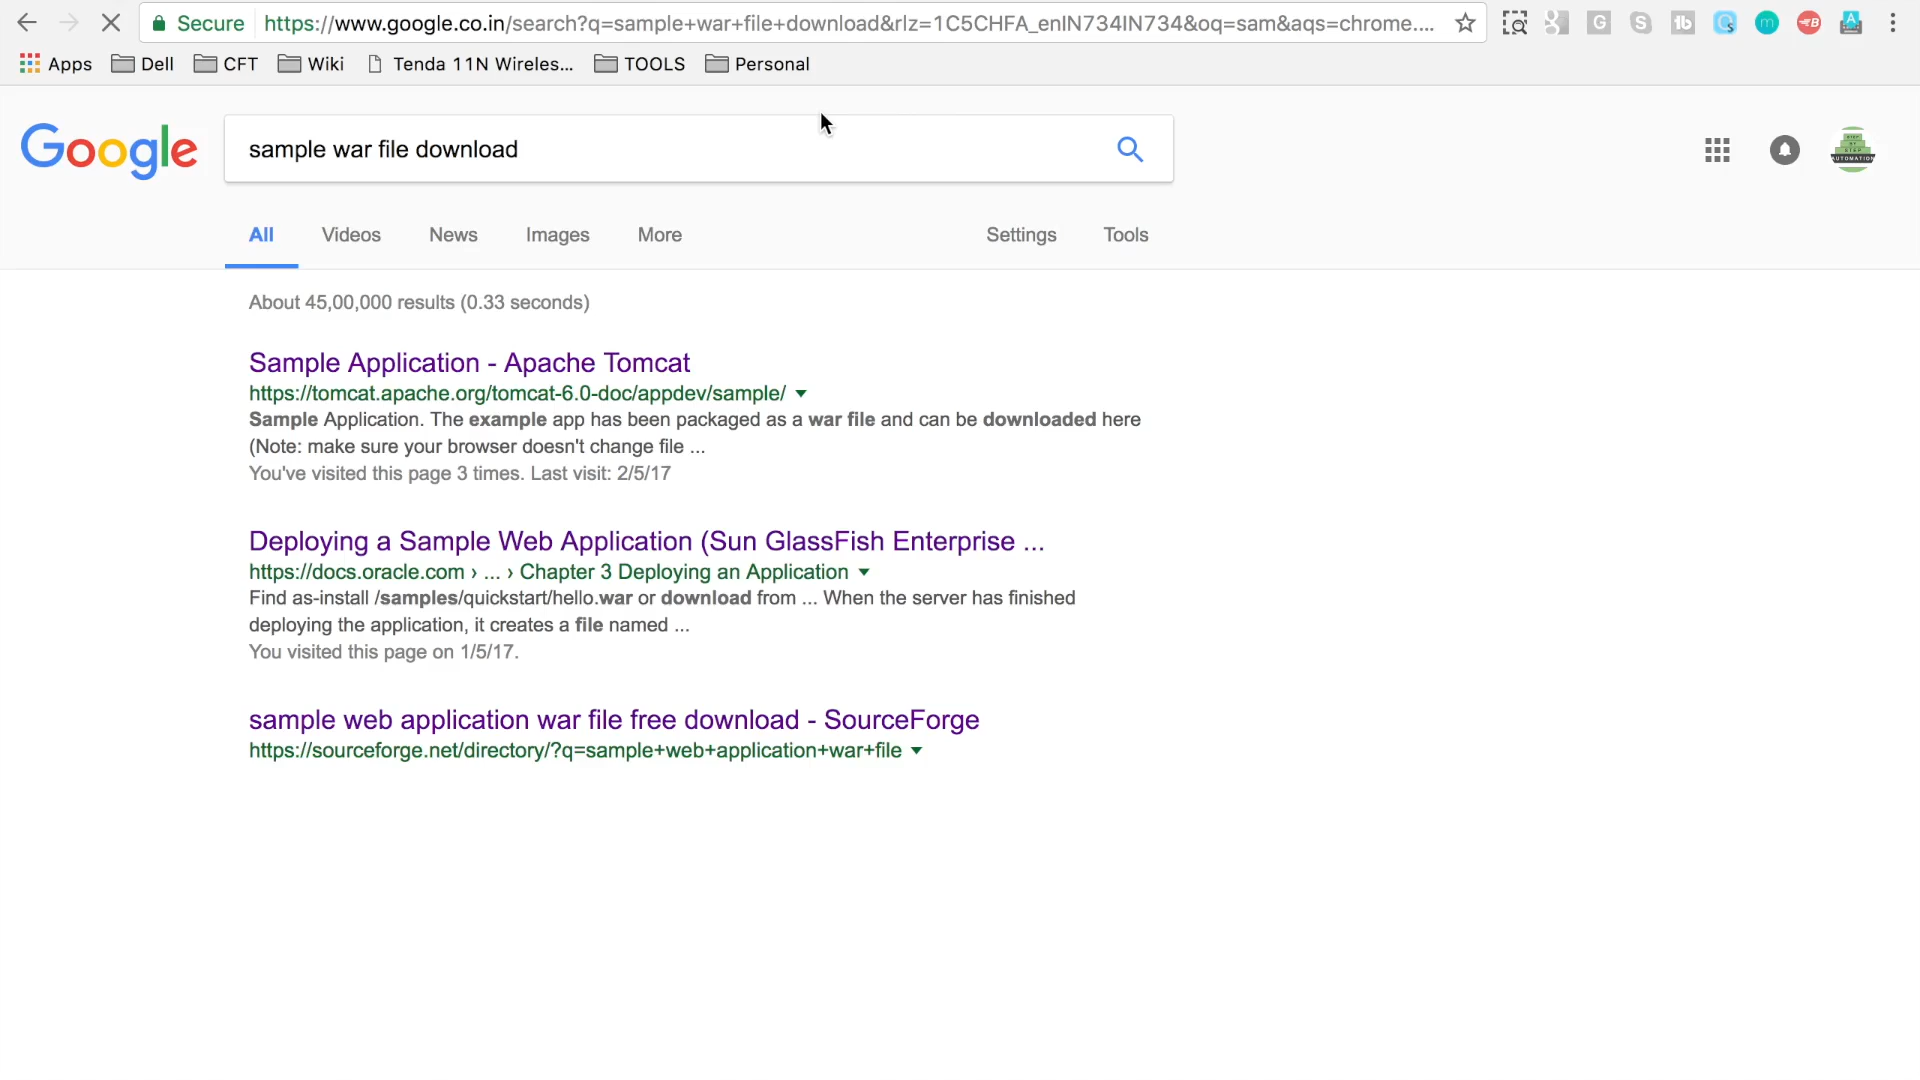 Secure https://www.google.co.in/search?q=sample+war+file+download&rlz=1C5CHFA_enIN734IN734&oq=sam&aqs=chrome....
Apps Dell CFT Wiki Tenda 11N Wireles... TOOLS Personal
Google
sample war file download
All Videos News Images More Settings Tools
About 45,00,000 results (0.33 seconds)
Sample Application - Apache Tomcat
https://tomcat.apache.org/tomcat-6.0-doc/appdev/sample/
Sample Application. The example app has been packaged as a war file and can be downloaded here
(Note: make sure your browser doesn't change file ...
You've visited this page 3 times. Last visit: 2/5/17
Deploying a Sample Web Application (Sun GlassFish Enterprise ...
https://docs.oracle.com › ... › Chapter 3 Deploying an Application
Find as-install /samples/quickstart/hello.war or download from ... When the server has finished
deploying the application, it creates a file named ...
You visited this page on 1/5/17.
sample web application war file free download - SourceForge
https://sourceforge.net/directory/?q=sample+web+application+war+file